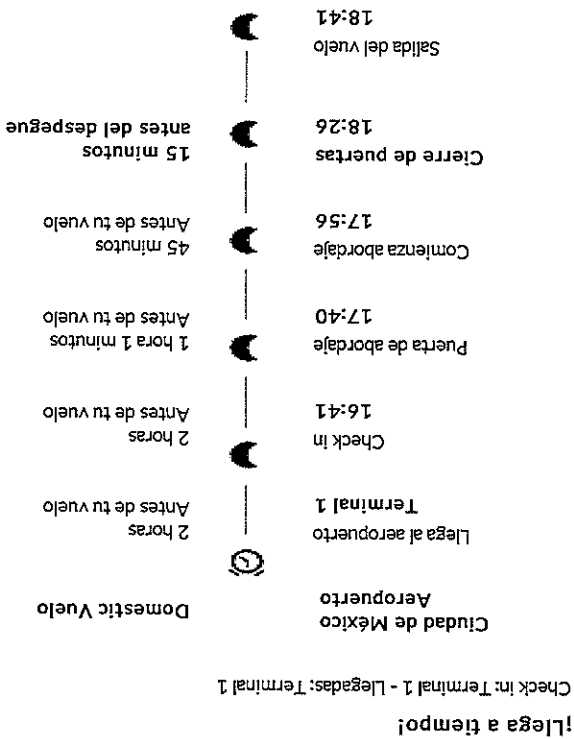 ¡Llega a tiempo!
Check in: Terminal 1 - Llegadas: Terminal 1
Ciudad de México
Aeropuerto
Domestic Vuelo
Llega al aeropuerto
Terminal 1
2 horas
Antes de tu vuelo
Check in
16:41
2 horas
Antes de tu vuelo
Puerta de abordaje
17:40
1 hora 1 minutos
Antes de tu vuelo
Comienza abordaje
17:56
45 minutos
Antes de tu vuelo
Cierre de puertas
18:26
15 minutos
antes del despegue
Salida del vuelo
18:41